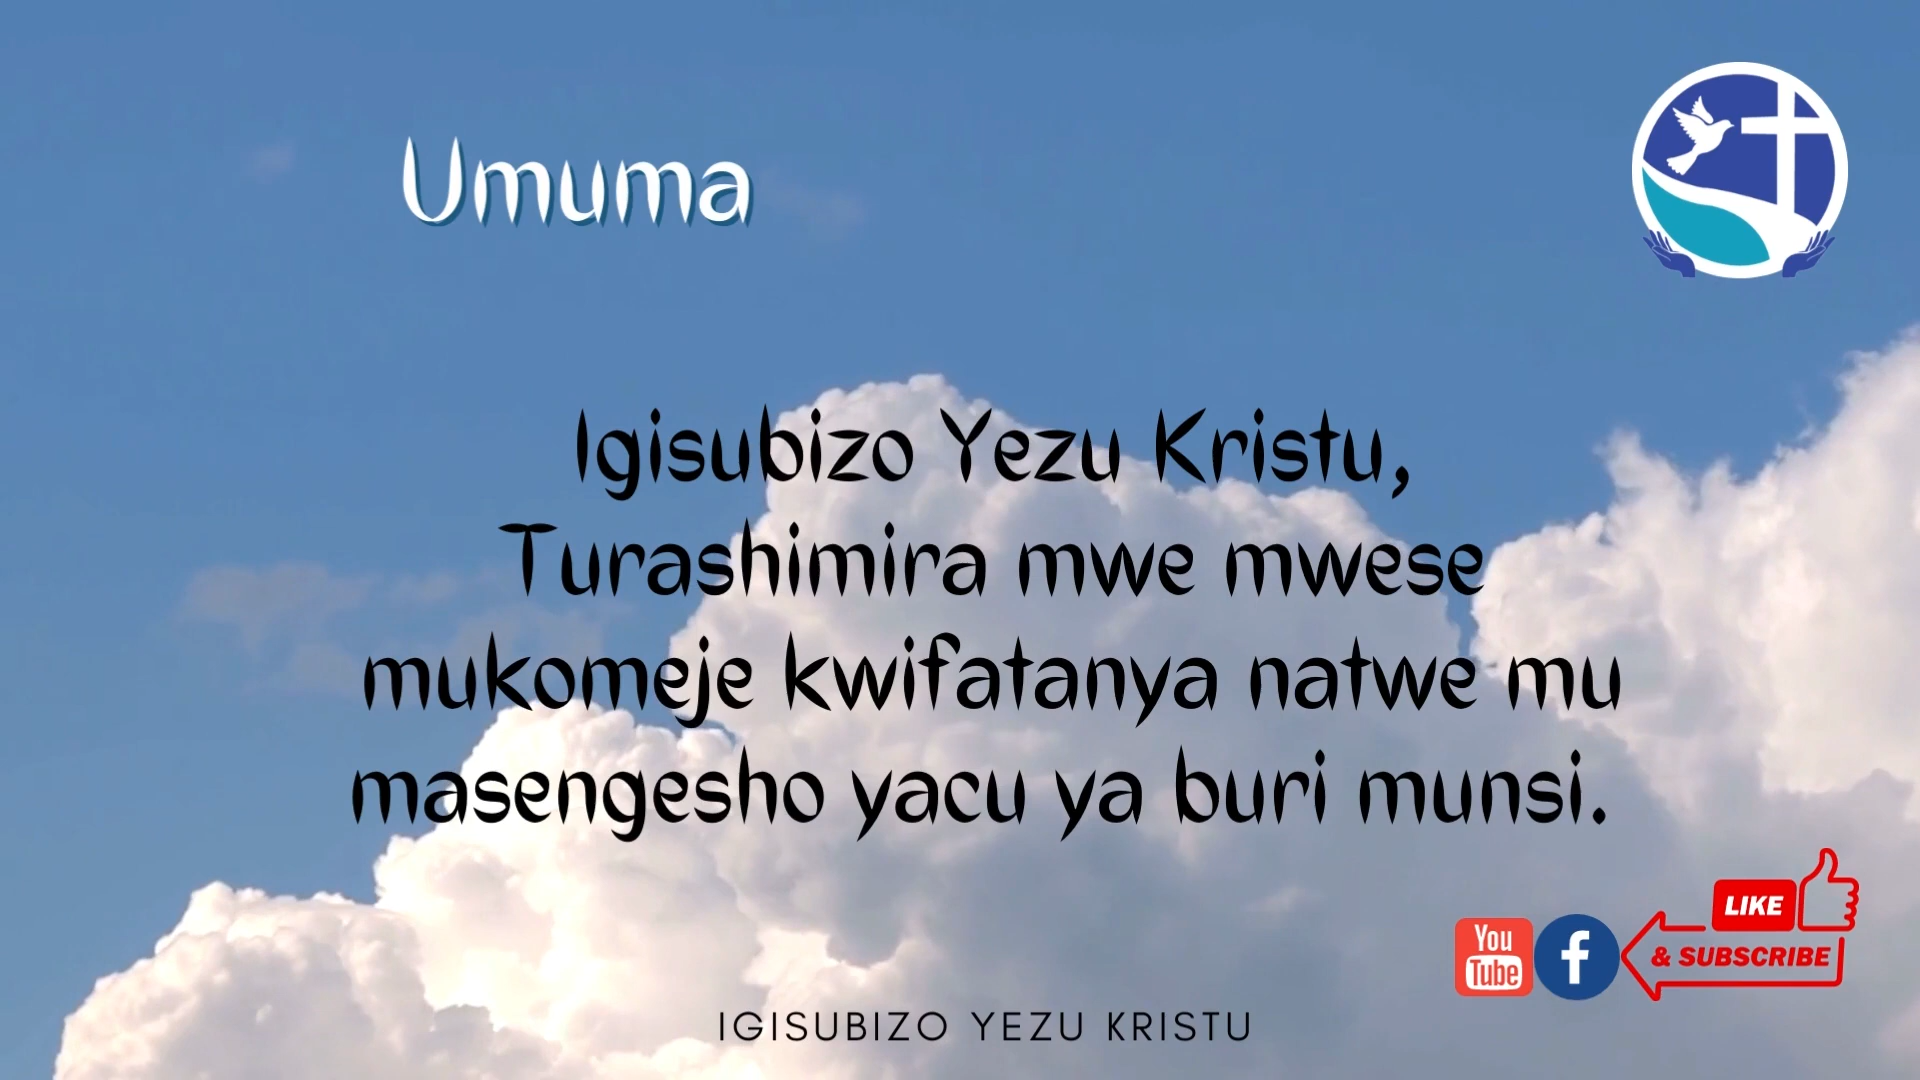 Umuma
Igisubizo Yezu Kristu,
Turashimira mwe mwese
mukomeje kwifatanya natwe mu
masengesho yacu ya buri munsi.
LIKE
& SUBSCRIBE
You
Tube
f
IGISUBIZO YEZU KRISTU